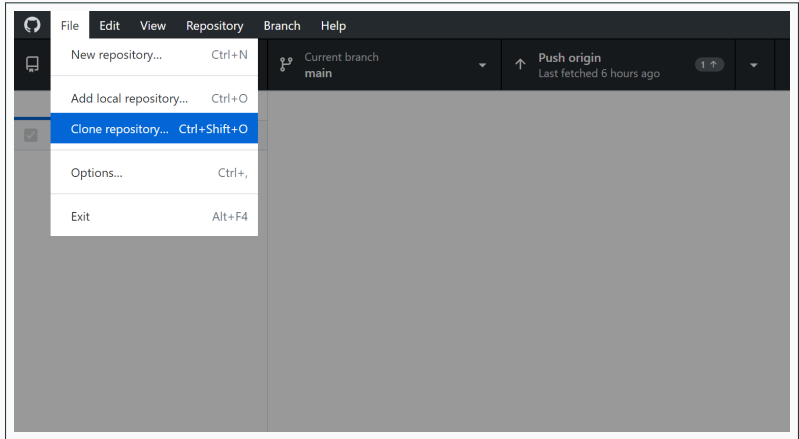 File Edit View Repository Branch Help
New repository... Ctrl+N
Add local repository... Ctrl+O
Clone repository... Ctrl+Shift+O
Options... Ctrl+,
Exit Alt+F4
Current branch
main
Push origin
Last fetched 6 hours ago
1